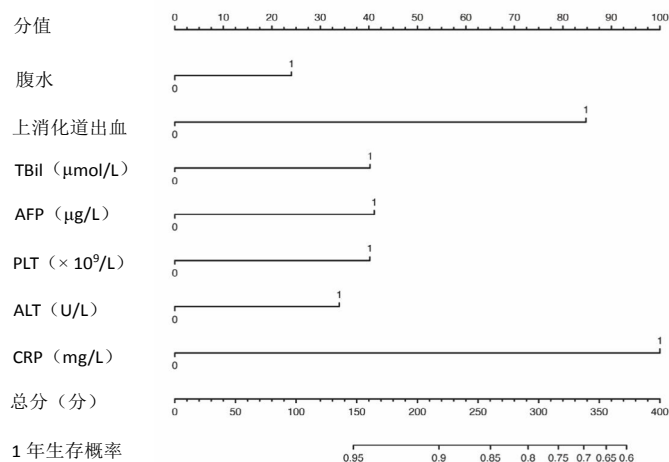 分值 0 10 20 30 40 50 60 70 80 90 100
腹水 0 1
上消化道出血 0 1
TBil（μmol/L） 0 1
AFP（μg/L） 0 1
PLT（× 10⁹/L） 0 1
ALT（U/L） 0 1
CRP（mg/L） 0 1
总分（分） 0 50 100 150 200 250 300 350 400
1 年生存概率 0.95 0.9 0.85 0.8 0.75 0.7 0.65 0.6